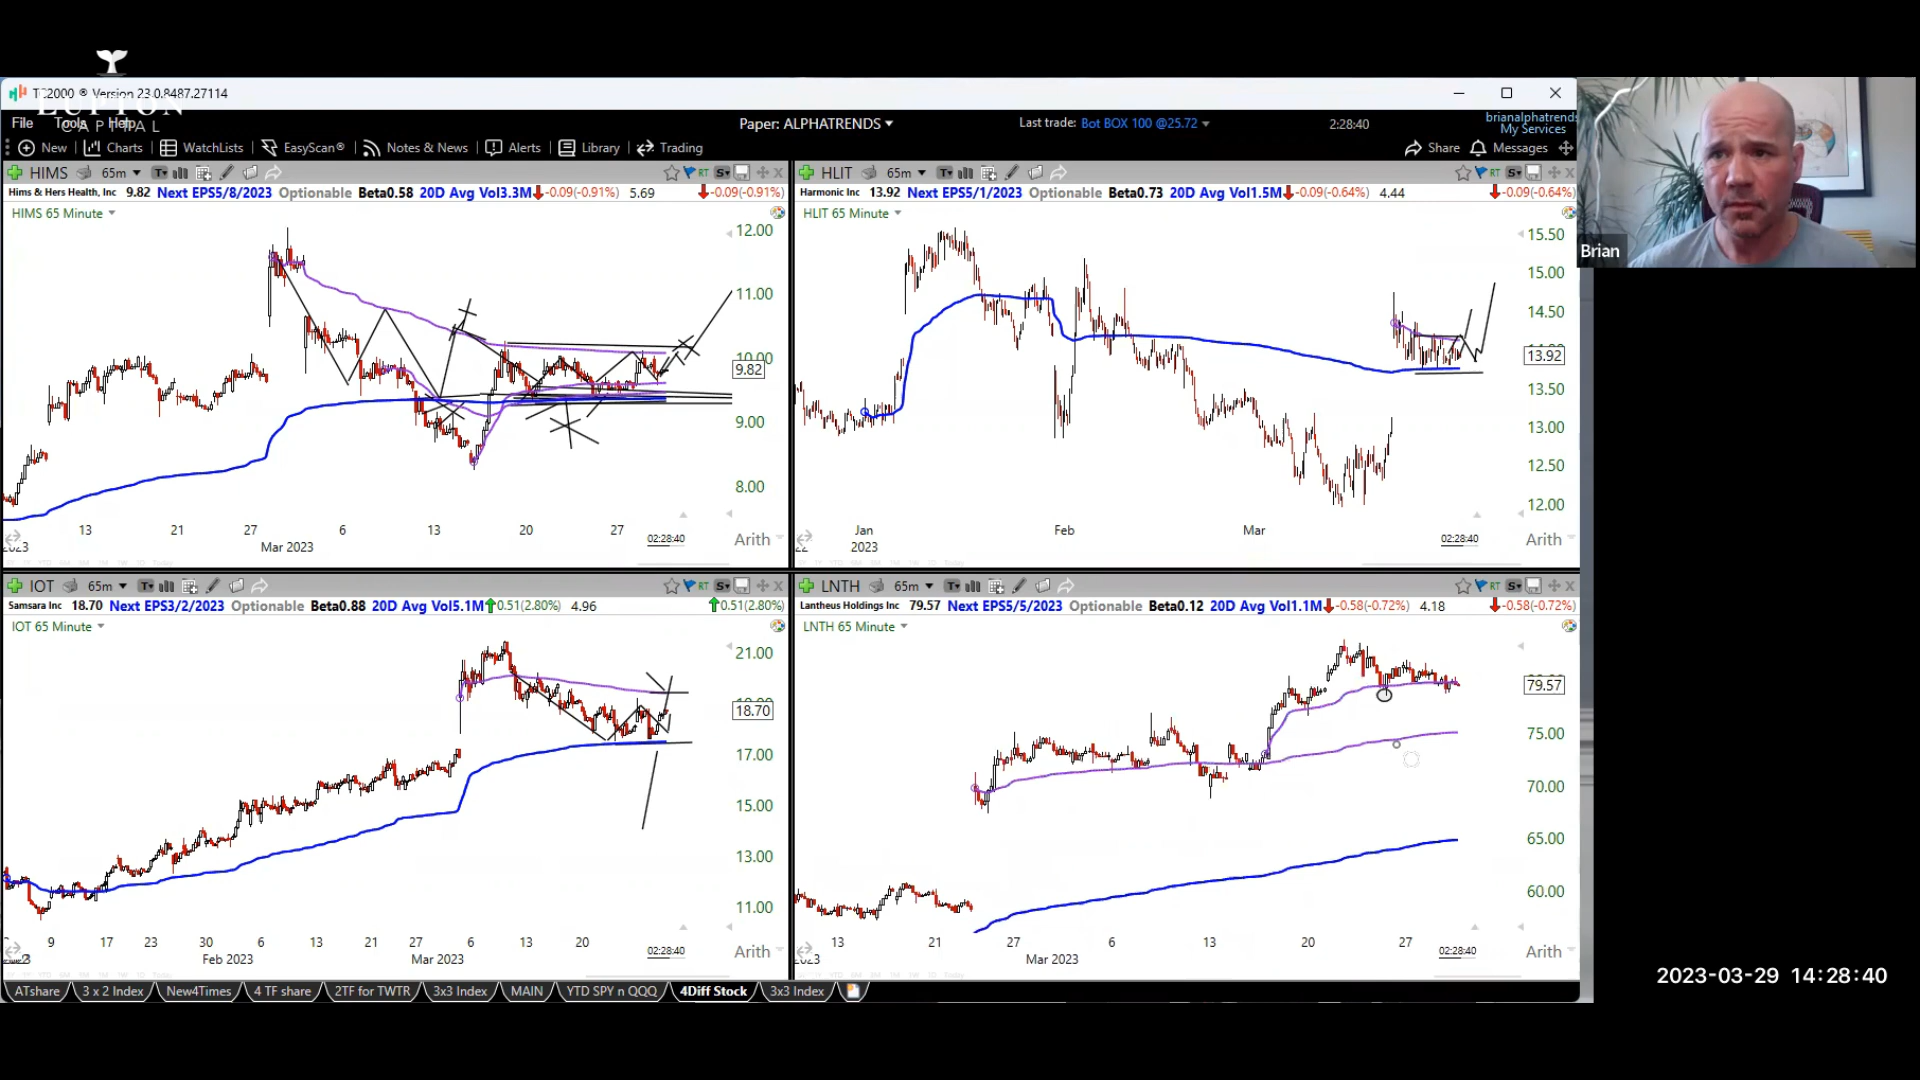 LUPTON
CAPITAL
TC2000 ® Version 23.0.8487.27114
File Tools Help
Paper: ALPHATRENDS
Last trade: Bot BOX 100 @25.72
2:28:40
brianalphatrends
My Services
New Charts WatchLists EasyScan® Notes & News Alerts Library Trading
Share Messages
HIMS 65m
RT
Hims & Hers Health, Inc 9.82 Next EPS5/8/2023 Optionable Beta0.58 20D Avg Vol3.3M -0.09(-0.91%) 5.69 -0.09(-0.91%)
HIMS 65 Minute
12.00
11.00
10.00
9.82
9.00
8.00
13 21 27 6 13 20 27
Mar 2023
02:28:40
Arith
HLIT 65m
RT
Harmonic Inc 13.92 Next EPS5/1/2023 Optionable Beta0.73 20D Avg Vol1.5M -0.09(-0.64%) 4.44 -0.09(-0.64%)
HLIT 65 Minute
15.50
15.00
14.50
13.92
13.50
13.00
12.50
12.00
Jan Feb Mar
2023
02:28:40
Arith
IOT 65m
RT
Samsara Inc 18.70 Next EPS3/2/2023 Optionable Beta0.88 20D Avg Vol5.1M 0.51(2.80%) 4.96 0.51(2.80%)
IOT 65 Minute
21.00
18.70
17.00
15.00
13.00
11.00
9 17 23 30 6 13 21 27 6 13 20
Feb 2023 Mar 2023
02:28:40
Arith
LNTH 65m
RT
Lantheus Holdings Inc 79.57 Next EPS5/5/2023 Optionable Beta0.12 20D Avg Vol1.1M -0.58(-0.72%) 4.18 -0.58(-0.72%)
LNTH 65 Minute
79.57
75.00
70.00
65.00
60.00
13 21 27 6 13 20 27
Mar 2023
02:28:40
Arith
ATshare 3 x 2 Index New4Times 4 TF share 2TF for TWTR 3x3 Index MAIN YTD SPY n QQQ 4Diff Stock 3x3 Index
Brian
2023-03-29 14:28:40